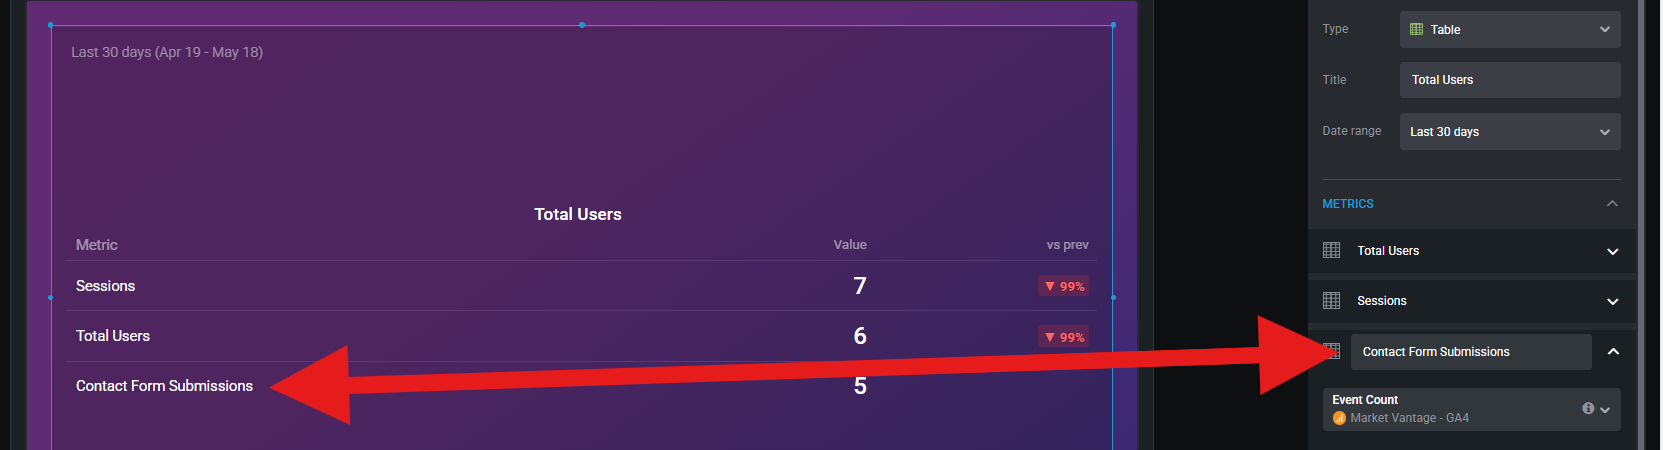 Last 30 days (Apr 19 - May 18)
Total Users
Metric Value vs prev
Sessions 7 ▼ 99%
Total Users 6 ▼ 99%
Contact Form Submissions 5
Type Table
Title Total Users
Date range Last 30 days
METRICS
Total Users
Sessions
Contact Form Submissions
Event Count
Market Vantage - GA4